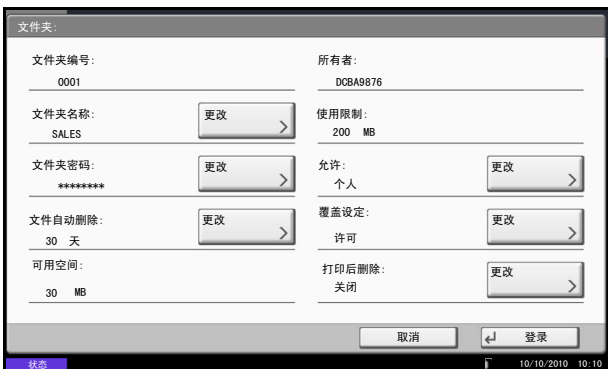 文件夹:
文件夹编号:
0001
所有者:
DCBA9876
文件夹名称:
SALES
更改
使用限制:
200 MB
文件夹密码:
********
更改
允许:
个人
更改
文件自动删除:
30 天
更改
覆盖设定:
许可
更改
可用空间:
30 MB
打印后删除:
关闭
更改
取消
登录
状态
10/10/2010 10:10